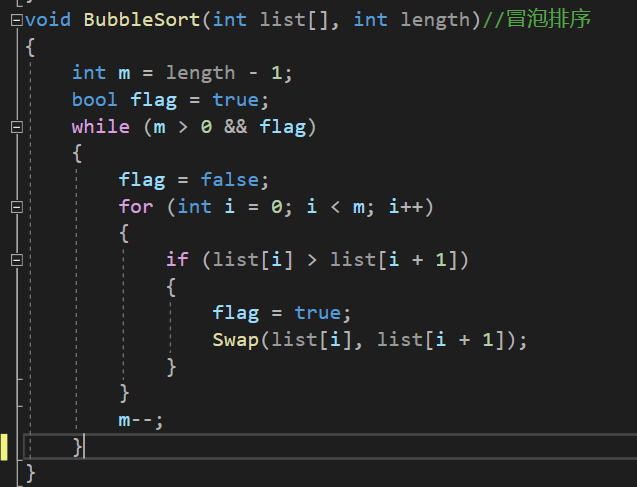 void BubbleSort(int list[], int length)//冒泡排序
{
    int m = length - 1;
    bool flag = true;
    while (m > 0 && flag)
    {
        flag = false;
        for (int i = 0; i < m; i++)
        {
            if (list[i] > list[i + 1])
            {
                flag = true;
                Swap(list[i], list[i + 1]);
            }
        }
        m--;
    }
}